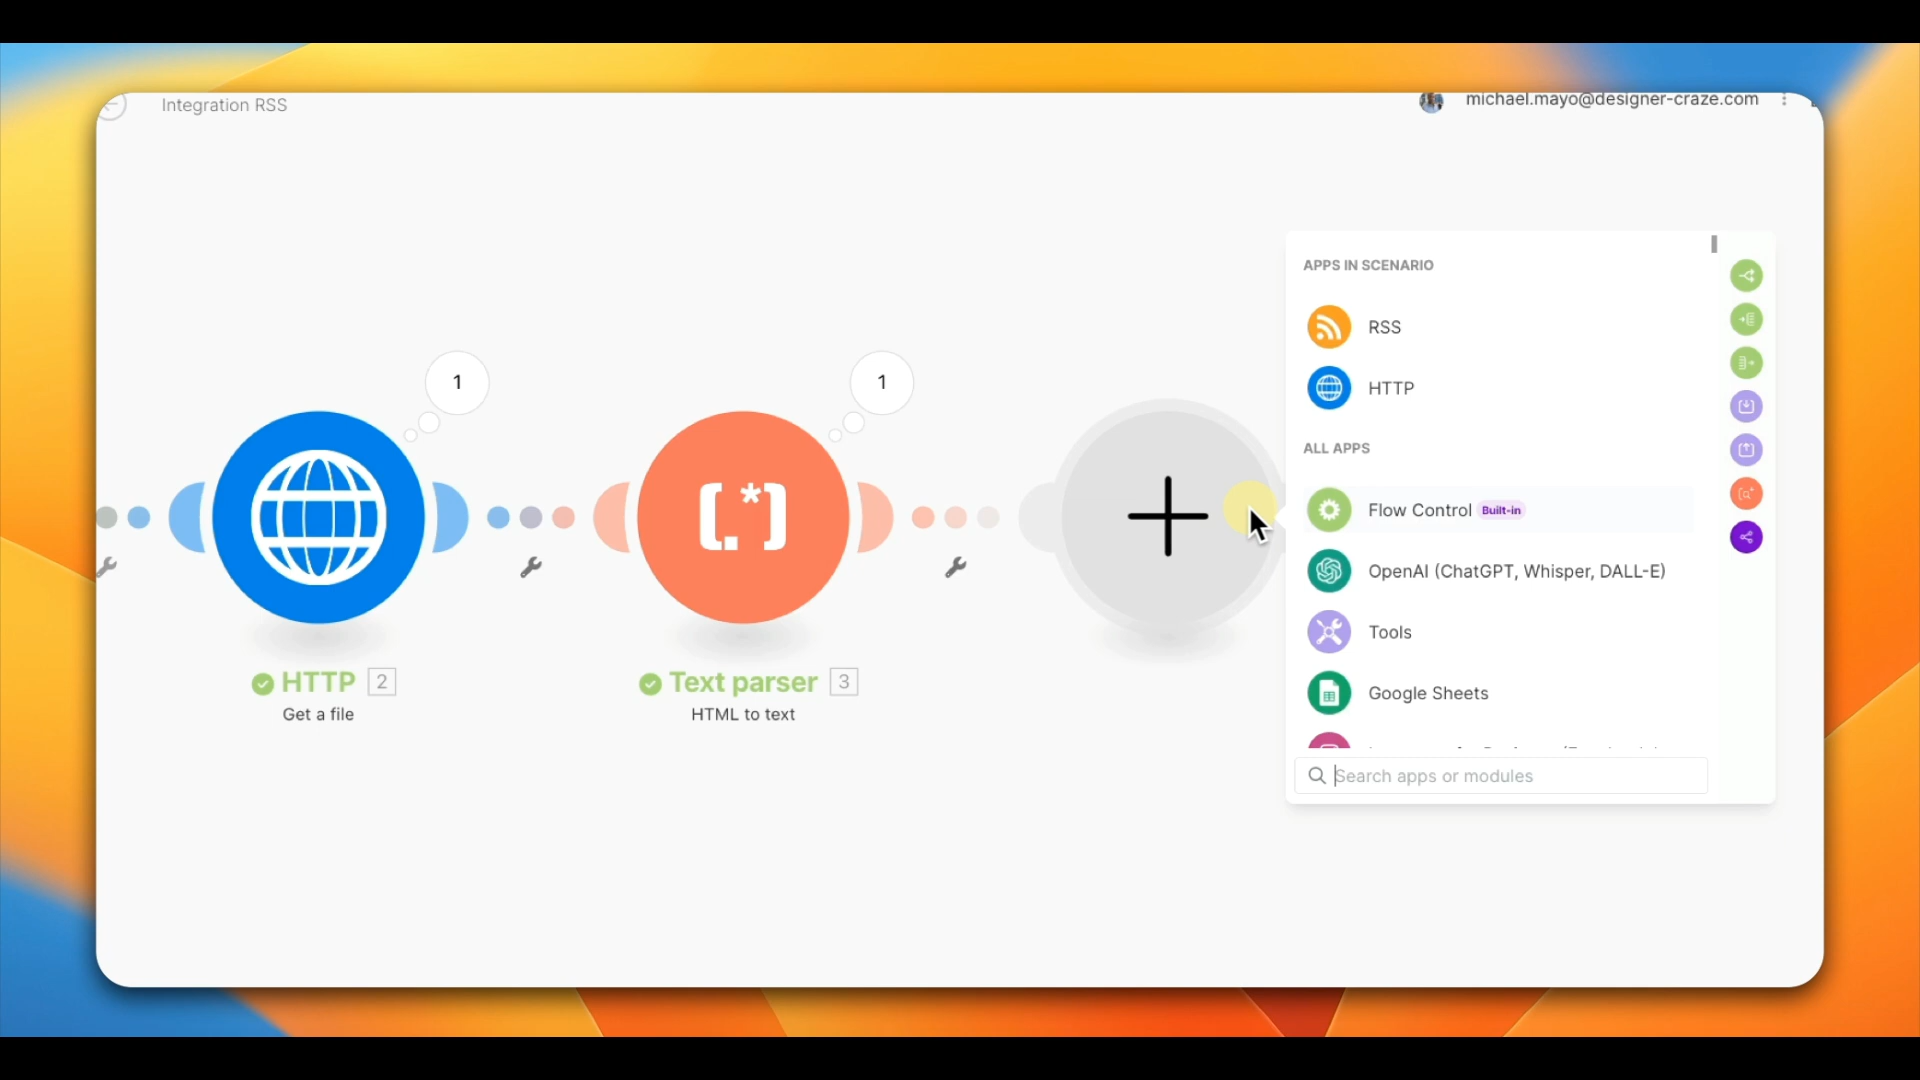 Integration RSS
michael.mayo@designer-craze.com
APPS IN SCENARIO
RSS
HTTP
ALL APPS
Flow Control Built-in
OpenAI (ChatGPT, Whisper, DALL-E)
Tools
Google Sheets
Search apps or modules
1
1
[.*]
HTTP 2
Get a file
Text parser 3
HTML to text